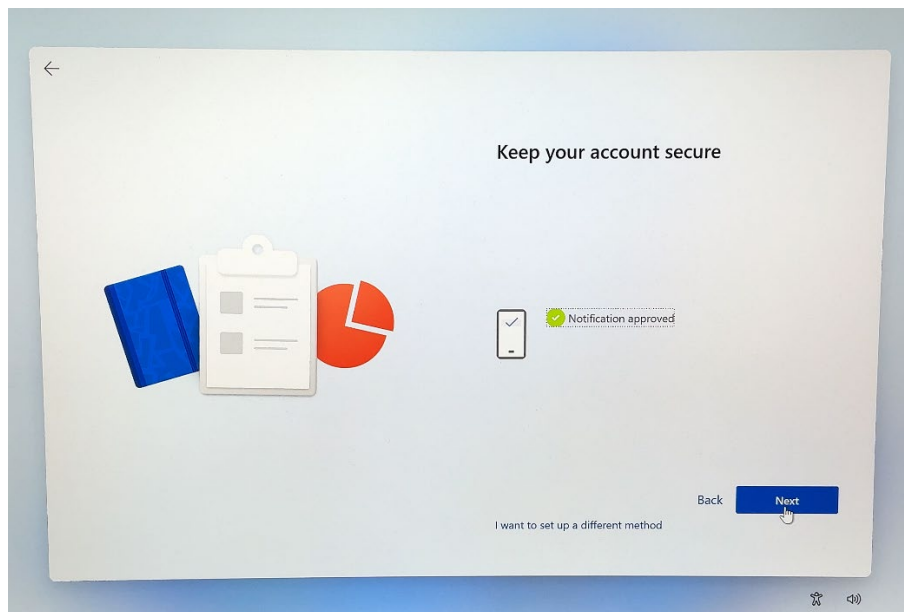 Keep your account secure
Notification approved
Back
Next
I want to set up a different method